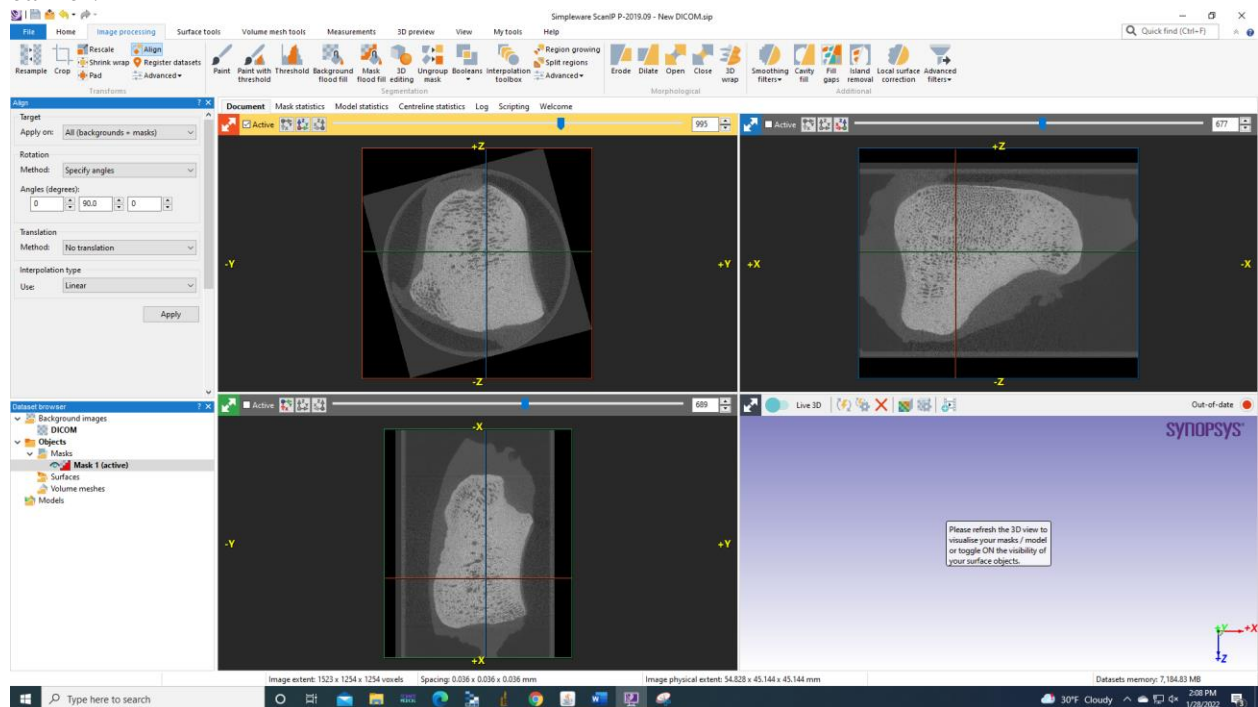 Simpleware ScanIP P-2019.09 - New DICOM.sip
File Home Image processing Surface tools Volume mesh tools Measurements 3D preview View My tools Help Quick find (Ctrl+F)
Resample Crop Rescale Shrink wrap Pad Align Register datasets Advanced
Transforms
Paint Paint with threshold Threshold Background flood fill Mask flood fill 3D editing Ungroup mask Booleans Interpolation toolbox Region growing Split regions Advanced
Segmentation
Erode Dilate Open Close 3D wrap
Morphological
Smoothing filters Cavity fill Fill gaps Island removal Local surface correction Advanced filters
Additional
Align ? X
Target
Apply on: All (backgrounds + masks)
Rotation
Method: Specify angles
Angles (degrees):
0 90.0 0
Translation
Method: No translation
Interpolation type
Use: Linear
Apply
Dataset browser ? X
Background images
DICOM
Objects
Masks
Mask 1 (active)
Surfaces
Volume meshes
Models
Document Mask statistics Model statistics Centreline statistics Log Scripting Welcome
Active 995
+Z
-Y +Y
-Z
Active 677
+Z
+X -X
-Z
Active 689
-X
-Y +Y
+X
Live 3D Out-of-date
SYNOPSYS
Please refresh the 3D view to
visualise your masks / model
or toggle ON the visibility of
your surface objects.
+Y +X
+Z
Image extent: 1523 x 1254 x 1254 voxels Spacing: 0.036 x 0.036 x 0.036 mm Image physical extent: 54.828 x 45.144 x 45.144 mm Datasets memory: 7,184.83 MB
Type here to search 30°F Cloudy 2:08 PM
1/28/2022